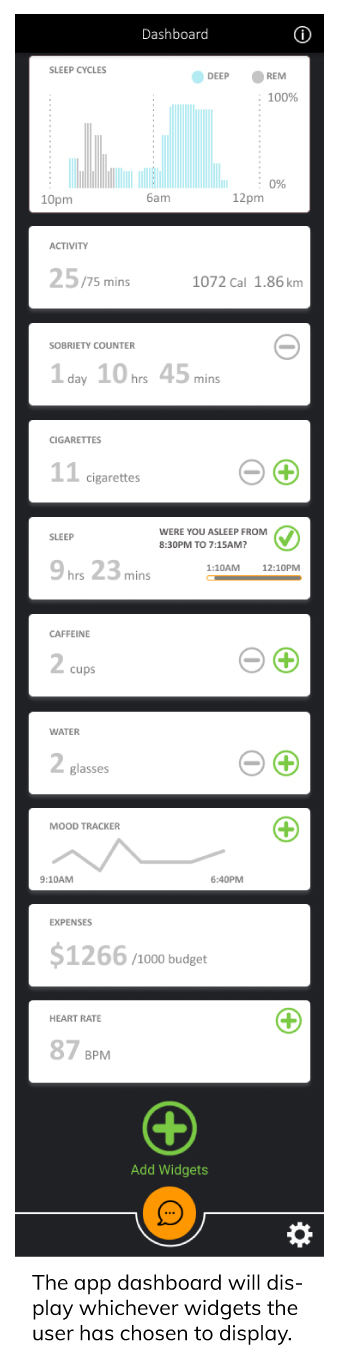 Dashboard
SLEEP CYCLES
DEEP REM
100%
0%
10pm 6am 12pm
ACTIVITY
25/75 mins 1072 Cal 1.86 km
SOBRIETY COUNTER
1 day 10 hrs 45 mins
CIGARETTES
11 cigarettes
SLEEP
WERE YOU ASLEEP FROM
8:30PM TO 7:15AM?
9 hrs 23 mins
1:10AM 12:10PM
CAFFEINE
2 cups
WATER
2 glasses
MOOD TRACKER
9:10AM 6:40PM
EXPENSES
$1266 /1000 budget
HEART RATE
87 BPM
Add Widgets
The app dashboard will dis-
play whichever widgets the
user has chosen to display.